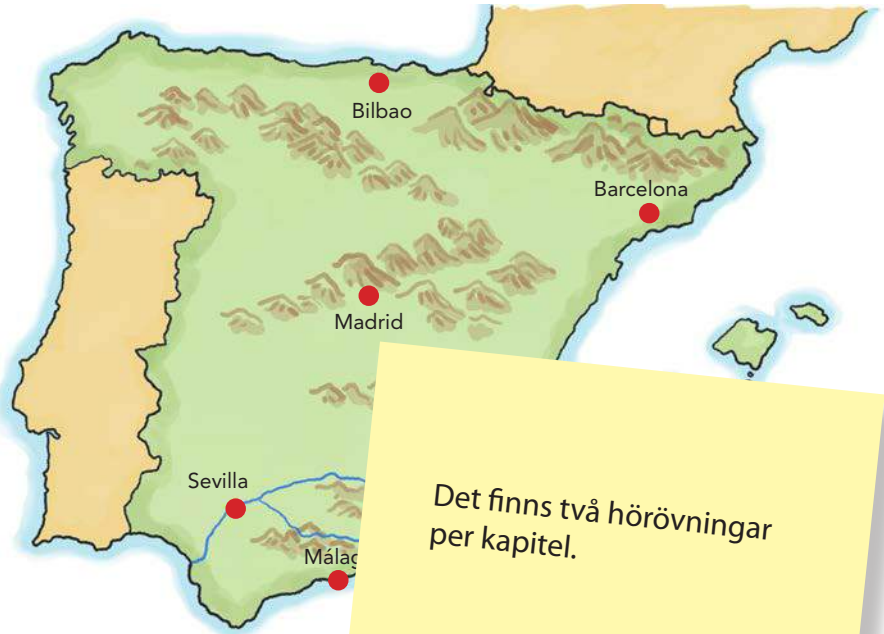 Bilbao
Barcelona
Madrid
Sevilla
Málag
Det finns två hörövningar
per kapitel.